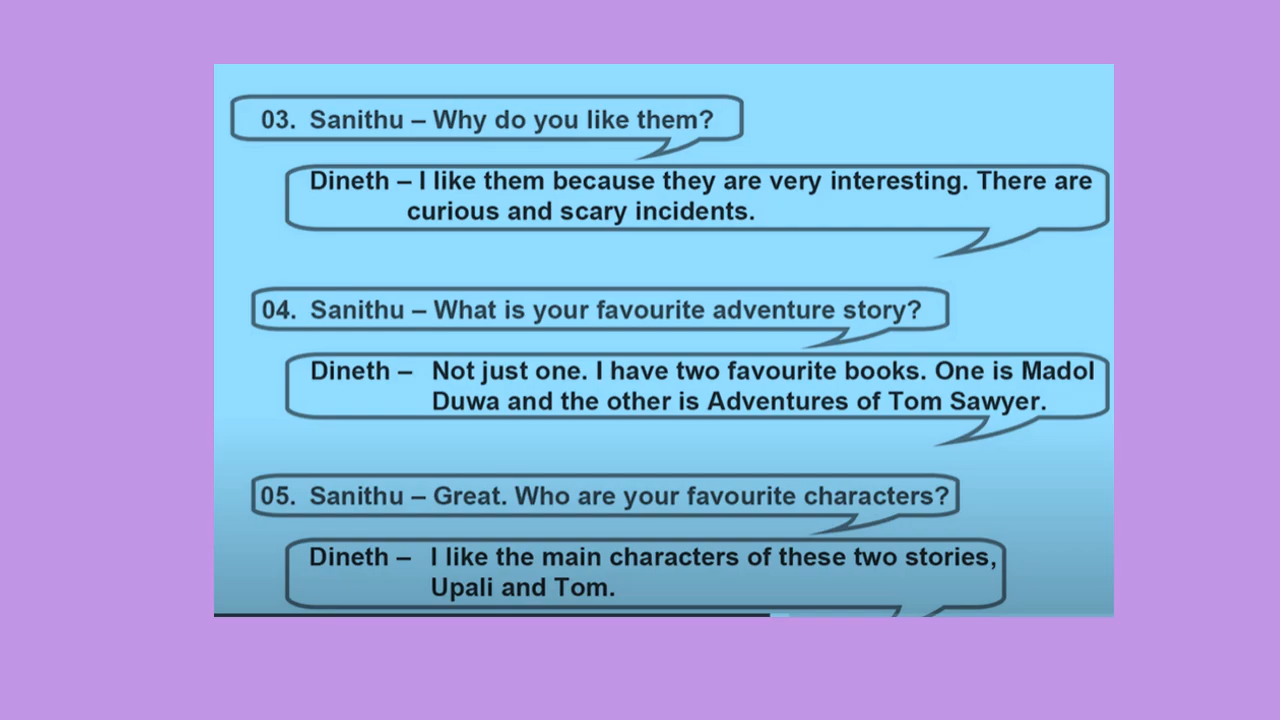 03. Sanithu – Why do you like them?
Dineth – I like them because they are very interesting. There are
curious and scary incidents.
04. Sanithu – What is your favourite adventure story?
Dineth – Not just one. I have two favourite books. One is Madol
Duwa and the other is Adventures of Tom Sawyer.
05. Sanithu – Great. Who are your favourite characters?
Dineth – I like the main characters of these two stories,
Upali and Tom.